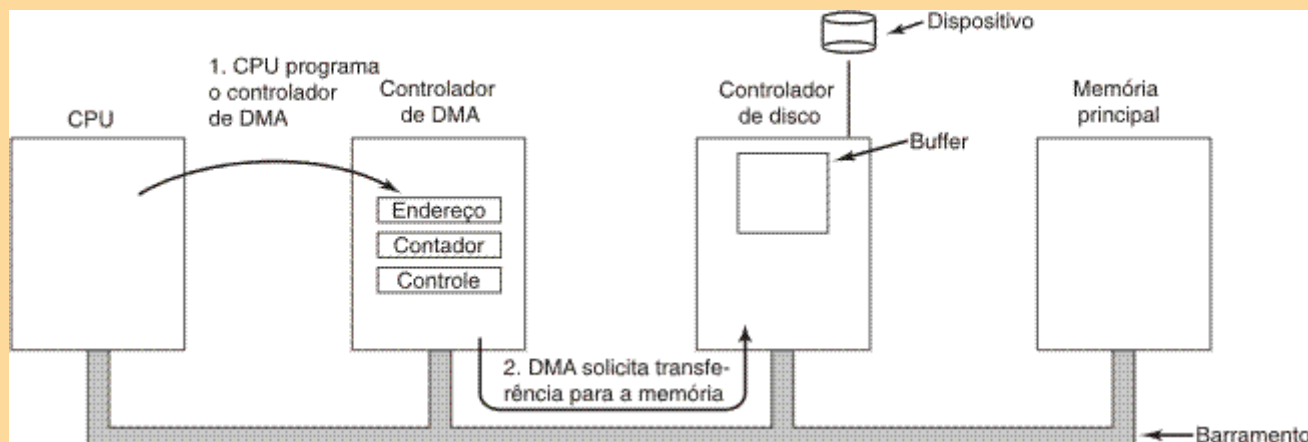 Dispositivo
1. CPU programa
o controlador
de DMA
CPU
Controlador
de DMA
Controlador
de disco
Memória
principal
Buffer
Endereço
Contador
Controle
2. DMA solicita transfe-
rência para a memória
Barramento